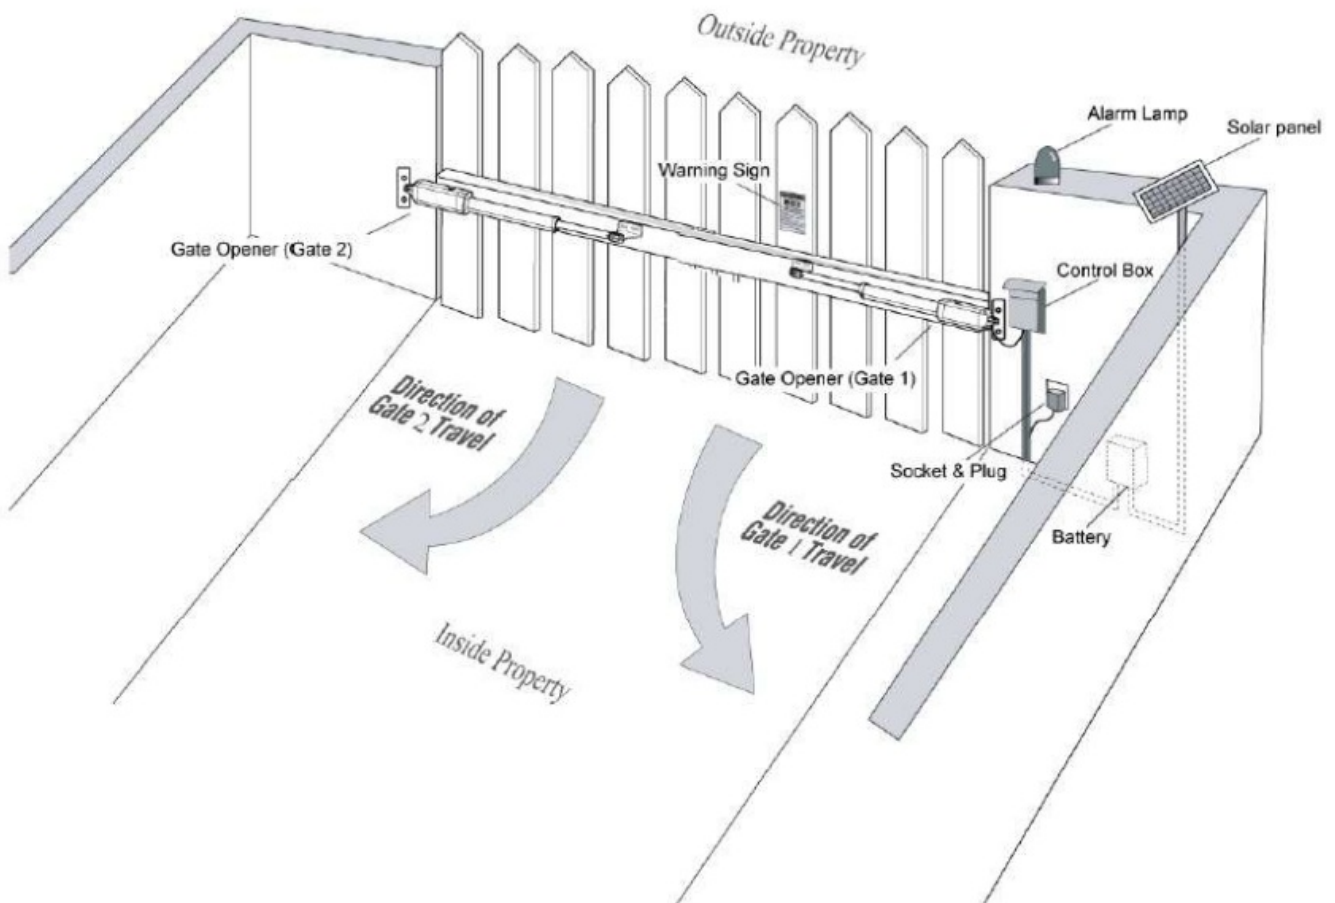 Outside Property
Alarm Lamp
Solar panel
Warning Sign
Gate Opener (Gate 2)
Control Box
Gate Opener (Gate 1)
Direction of
Gate 2 Travel
Socket & Plug
Direction of
Gate 1 Travel
Battery
Inside Property